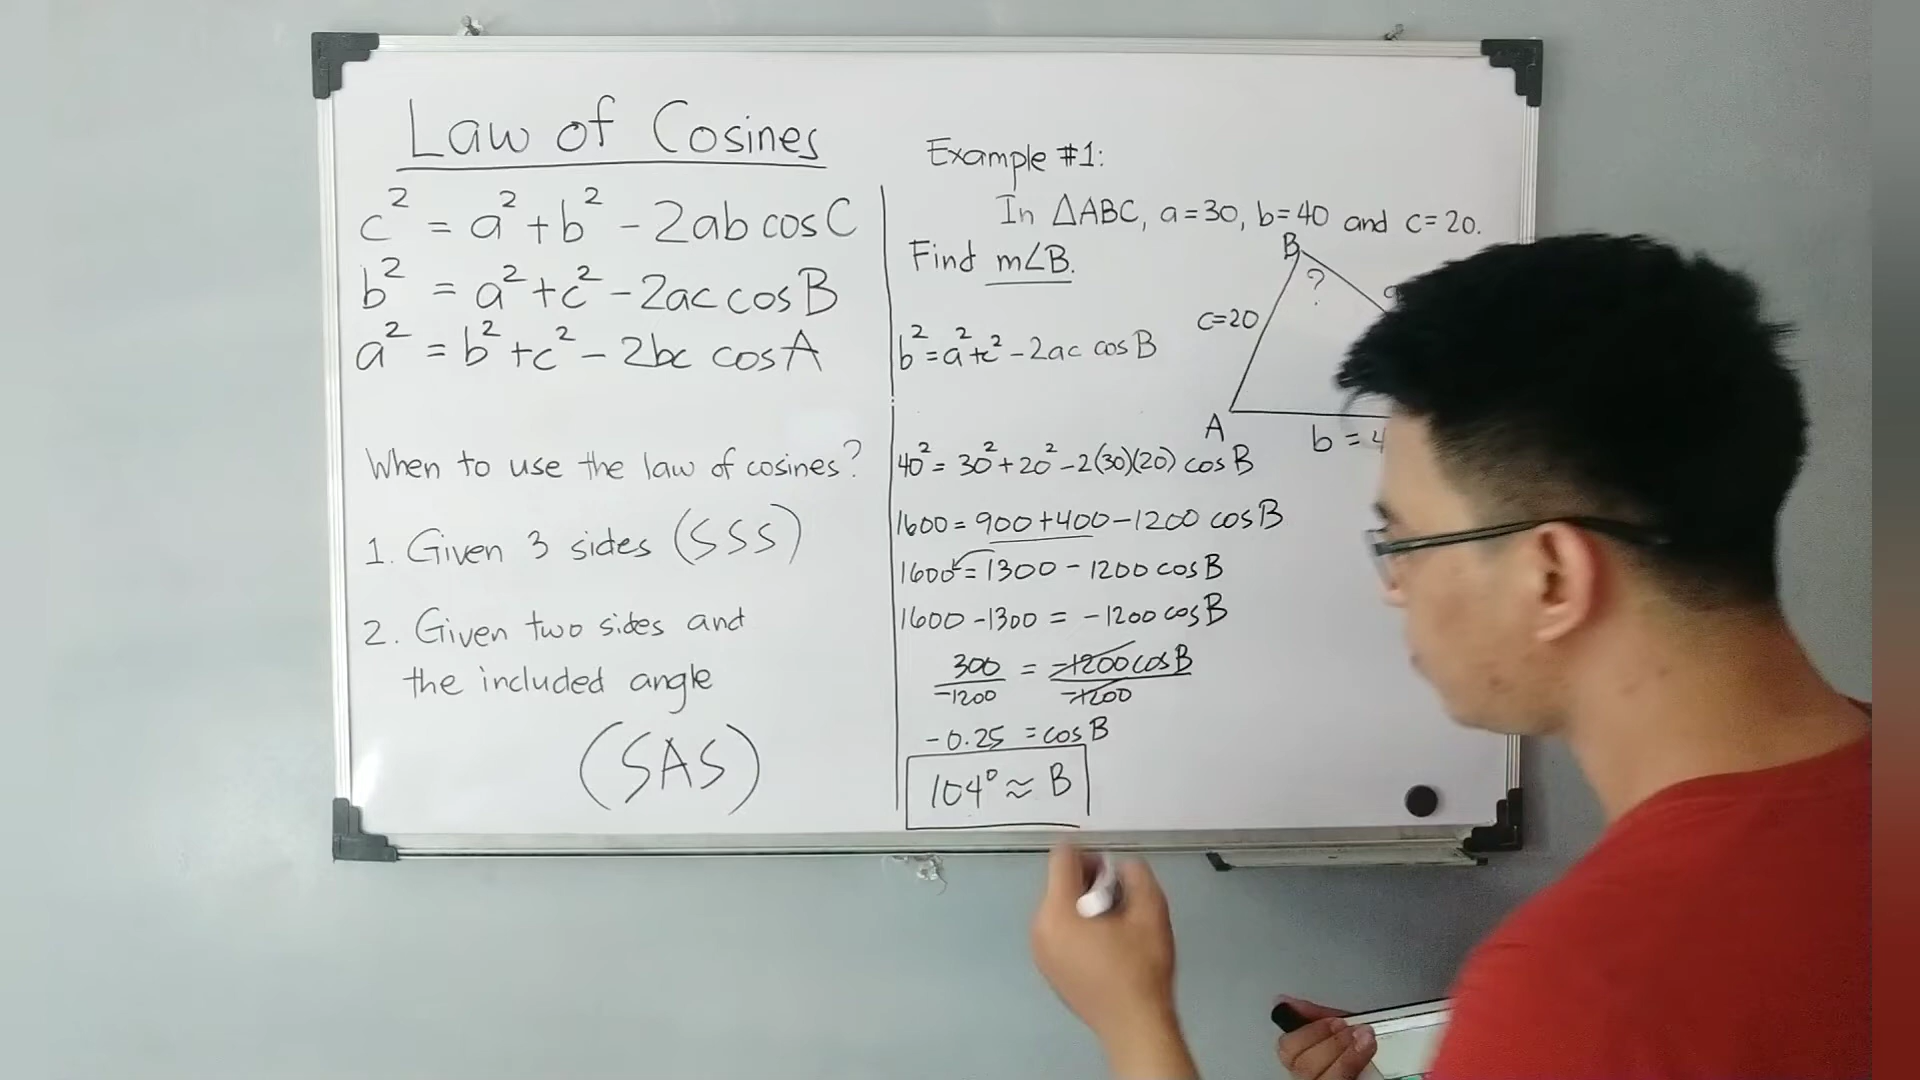 Law of Cosines
c² = a² + b² - 2ab cos C
b² = a² + c² - 2ac cos B
a² = b² + c² - 2bc cos A
When to use the law of cosines?
1. Given 3 sides (SSS)
2. Given two sides and
the included angle
(SAS)
Example #1:
In △ABC, a=30, b=40 and c=20.
Find m∠B.
B
?
c=20
A
b = 4
b² = a² + c² - 2ac cos B
40² = 30² + 20² - 2(30)(20) cos B
1600 = 900 + 400 - 1200 cos B
1600 = 1300 - 1200 cos B
1600 - 1300 = -1200 cos B
300 = -1200 cos B
-1200 -1200
-0.25 = cos B
104° ≈ B